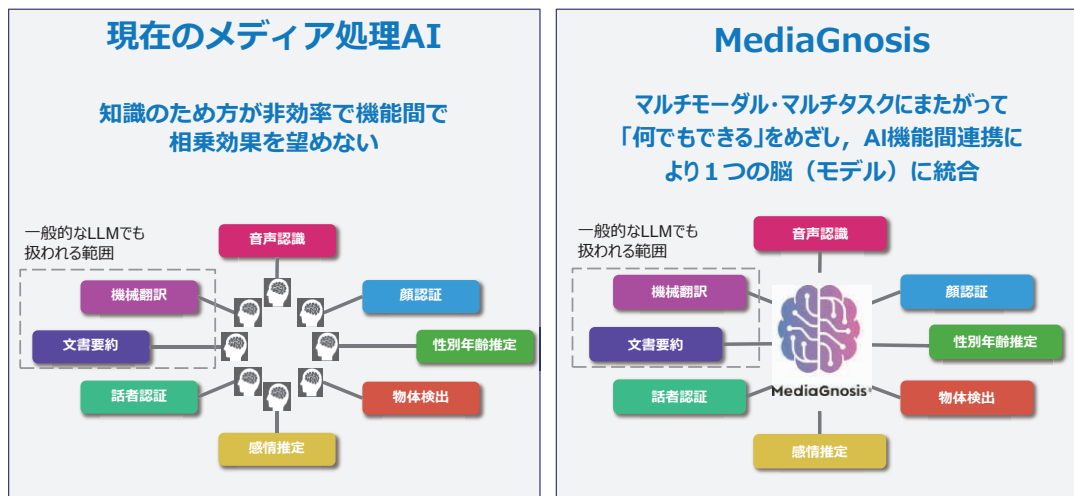 現在のメディア処理AI
知識のため方が非効率で機能間で
相乗効果を望めない
一般的なLLMでも
扱われる範囲
音声認識
機械翻訳
顔認証
文書要約
性別年齢推定
話者認証
物体検出
感情推定
MediaGnosis
マルチモーダル・マルチタスクにまたがって
「何でもできる」をめざし，AI機能間連携に
より１つの脳（モデル）に統合
一般的なLLMでも
扱われる範囲
音声認識
機械翻訳
顔認証
文書要約
性別年齢推定
MediaGnosis®
話者認証
物体検出
感情推定